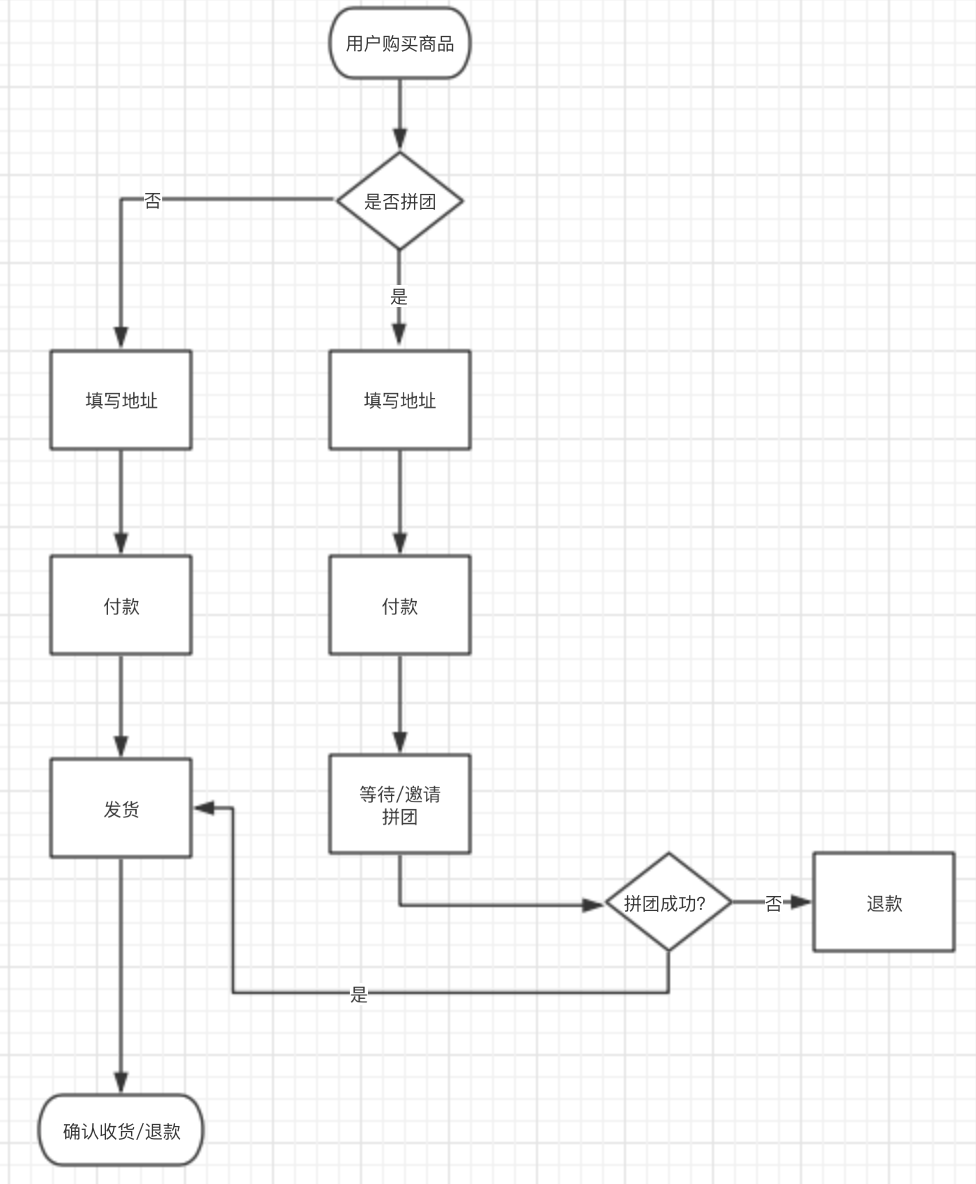 用户购买商品
是否拼团
否
是
填写地址
填写地址
付款
付款
发货
等待/邀请
拼团
拼团成功?
否
退款
是
确认收货/退款